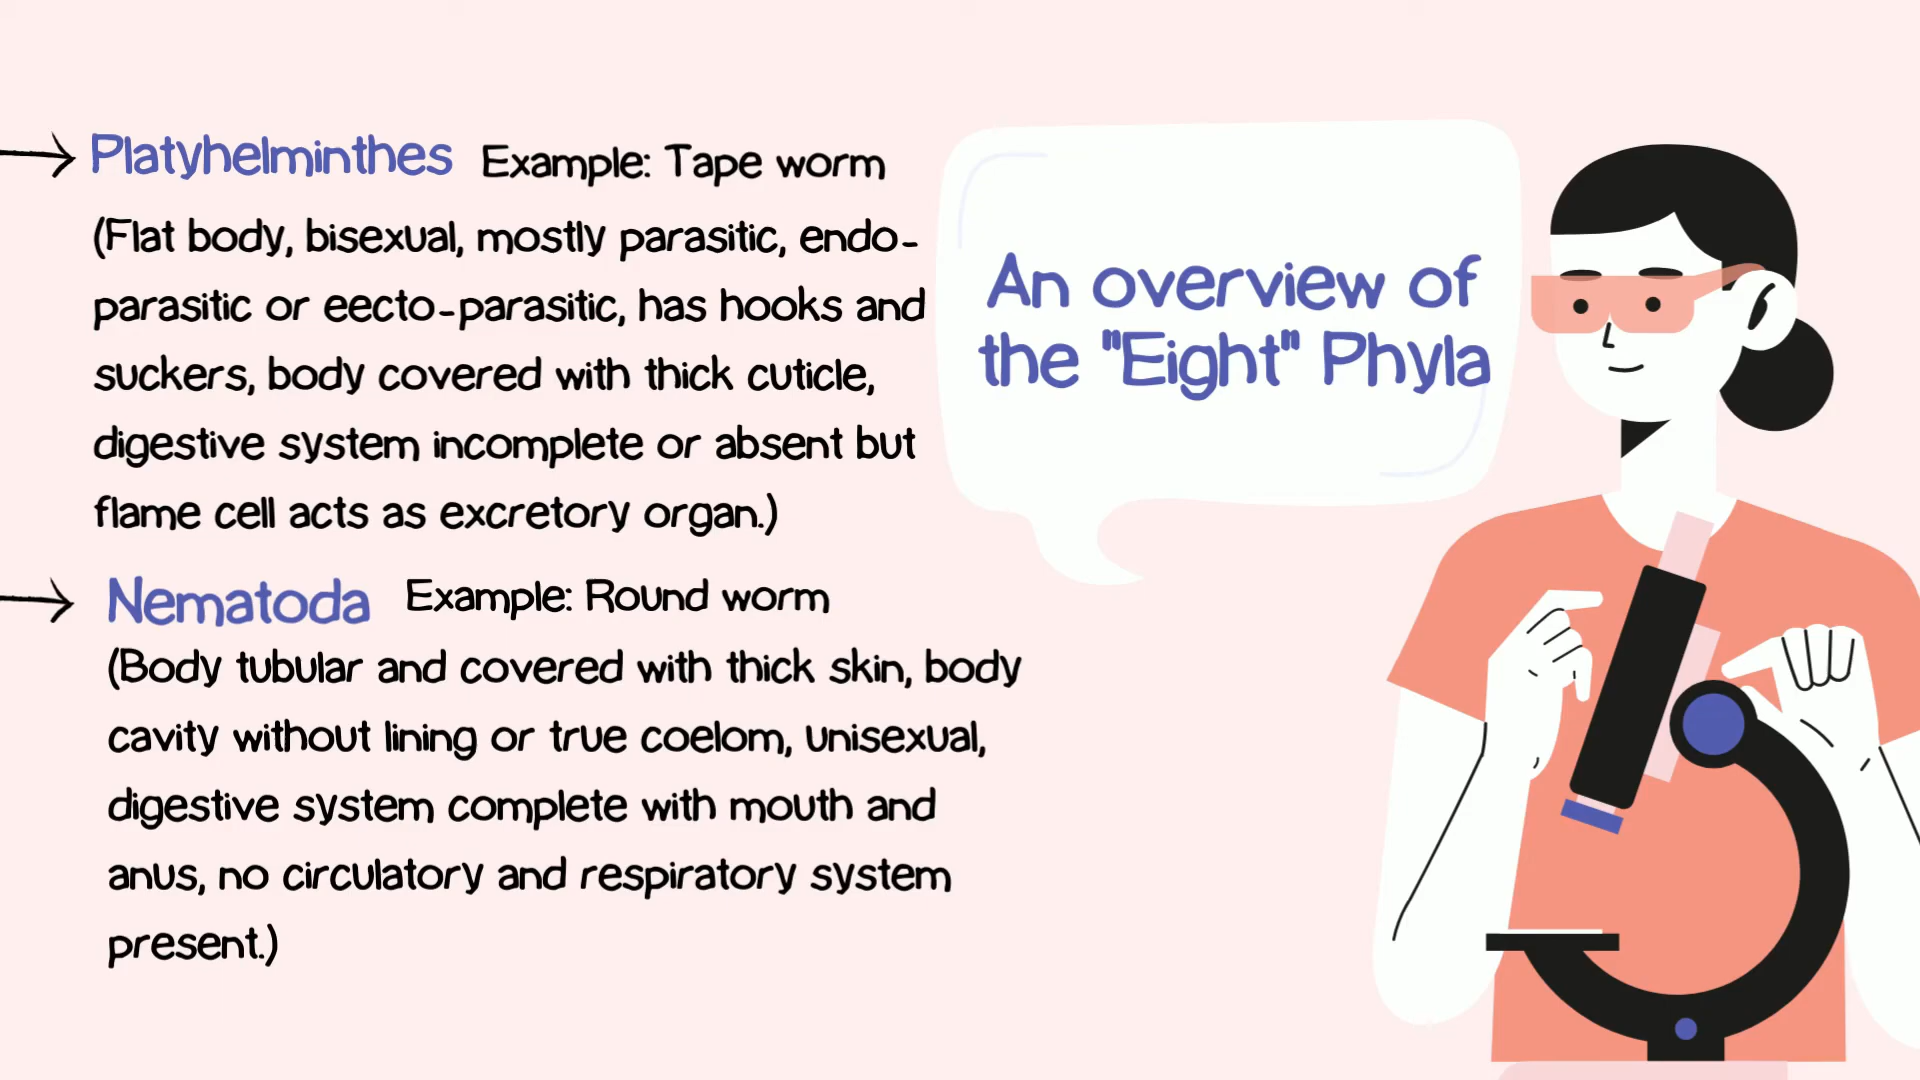 Platyhelminthes Example: Tape worm
(Flat body, bisexual, mostly parasitic, endo-
parasitic or eecto-parasitic, has hooks and
suckers, body covered with thick cuticle,
digestive system incomplete or absent but
flame cell acts as excretory organ.)
Nematoda Example: Round worm
(Body tubular and covered with thick skin, body
cavity without lining or true coelom, unisexual,
digestive system complete with mouth and
anus, no circulatory and respiratory system
present.)
An overview of
the "Eight" Phyla